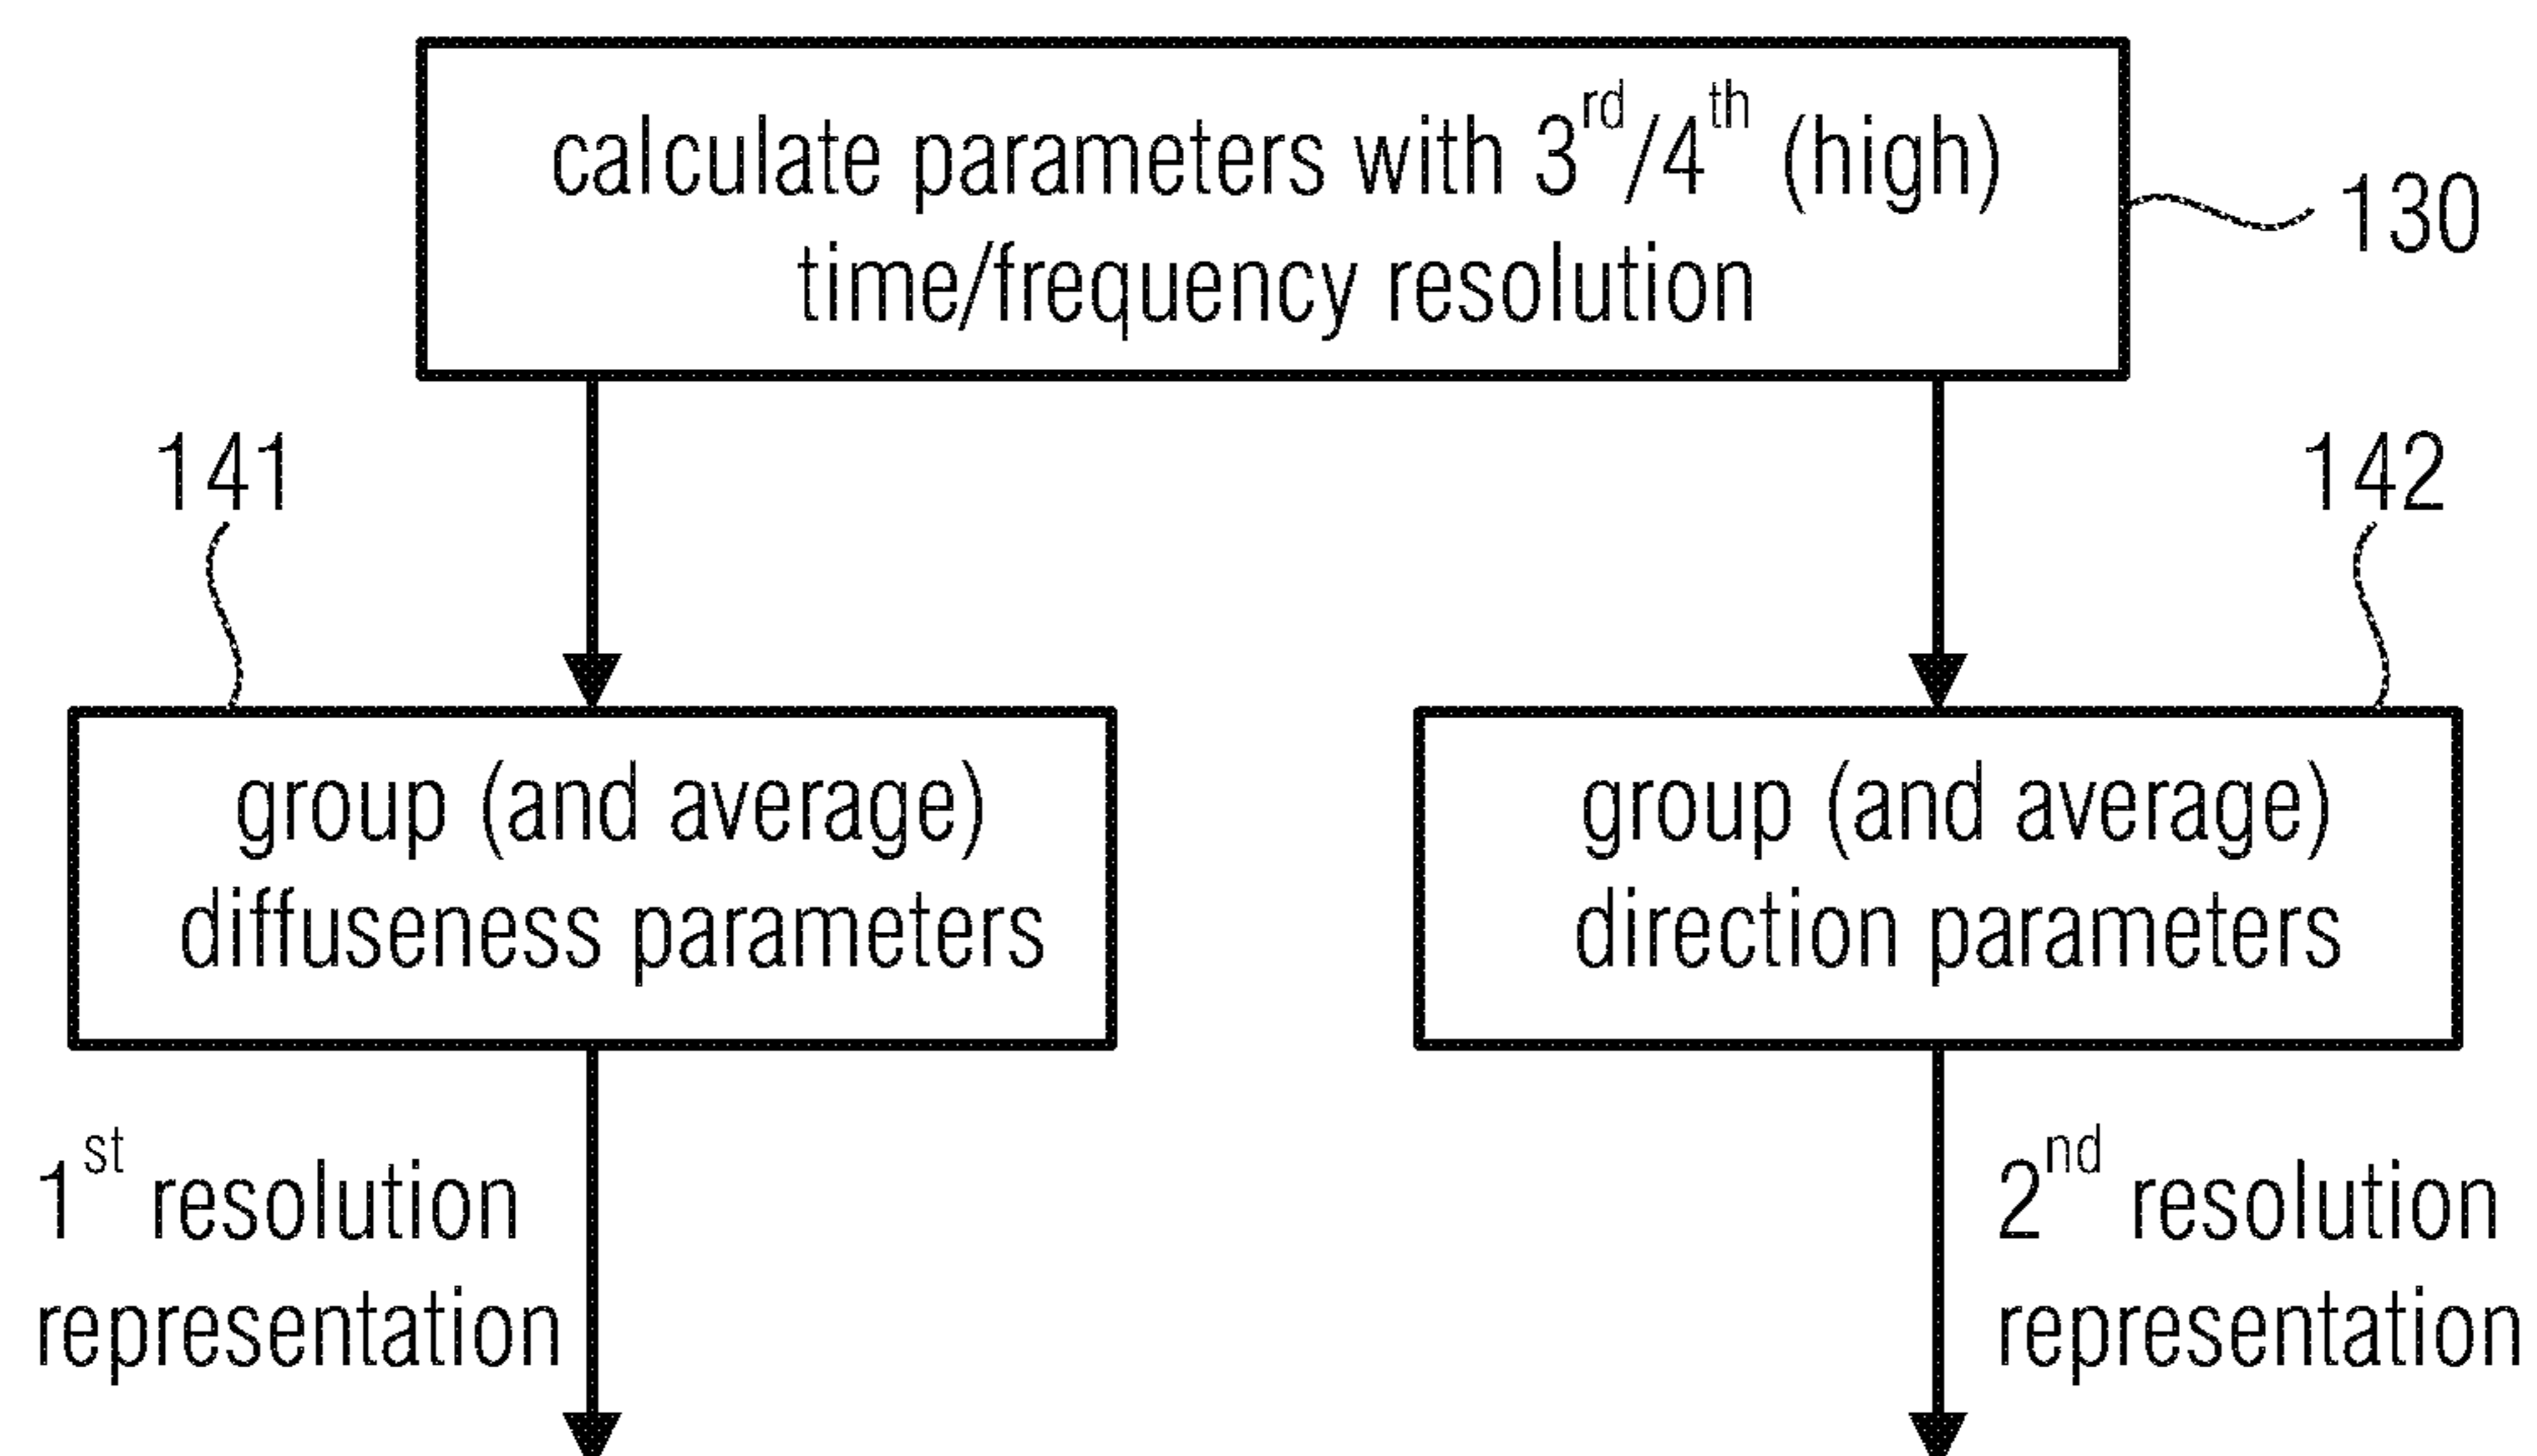 calculate parameters with 3rd/4th (high)
time/frequency resolution
130
141
142
group (and average)
diffuseness parameters
group (and average)
direction parameters
1st resolution
representation
2nd resolution
representation